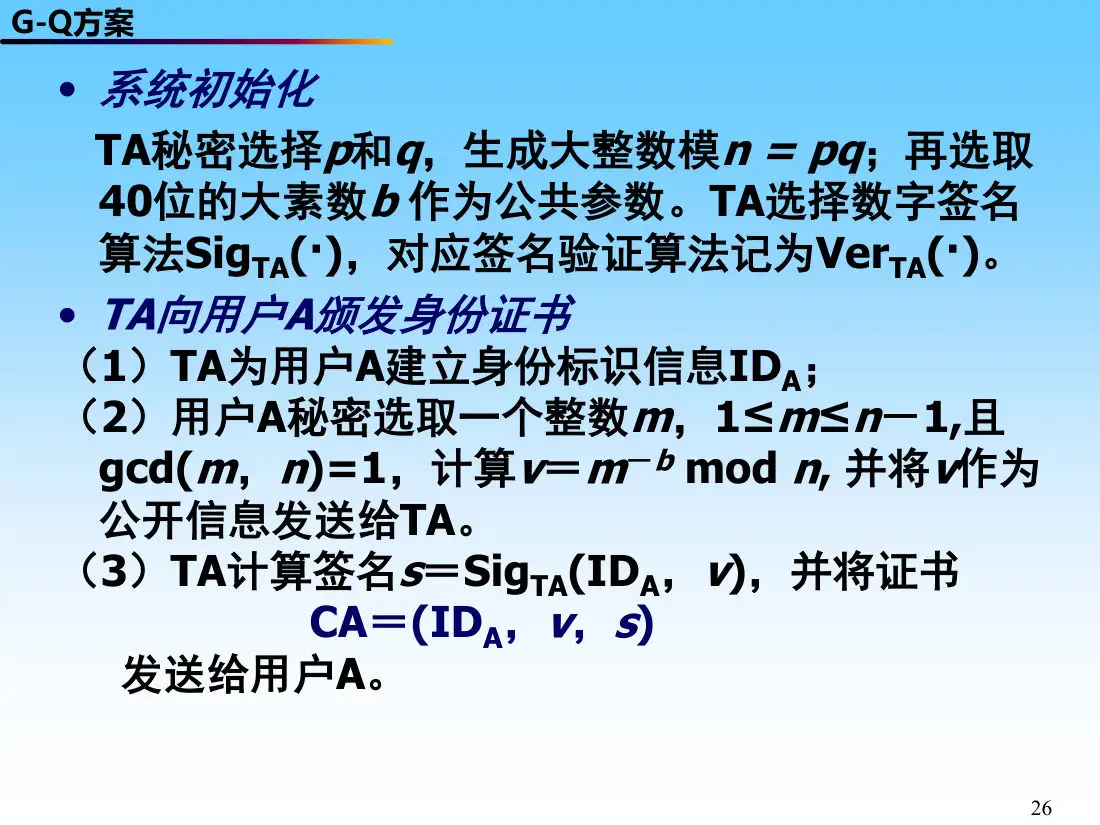 G-Q方案
• 系统初始化
TA秘密选择p和q，生成大整数模n = pq；再选取
40位的大素数b 作为公共参数。TA选择数字签名
算法SigTA(·)，对应签名验证算法记为VerTA(·)。
• TA向用户A颁发身份证书
（1）TA为用户A建立身份标识信息IDA；
（2）用户A秘密选取一个整数m，1≤m≤n－1,且
gcd(m，n)=1，计算v＝m－b mod n, 并将v作为
公开信息发送给TA。
（3）TA计算签名s＝SigTA(IDA，v)，并将证书
CA＝(IDA，v，s)
发送给用户A。
26